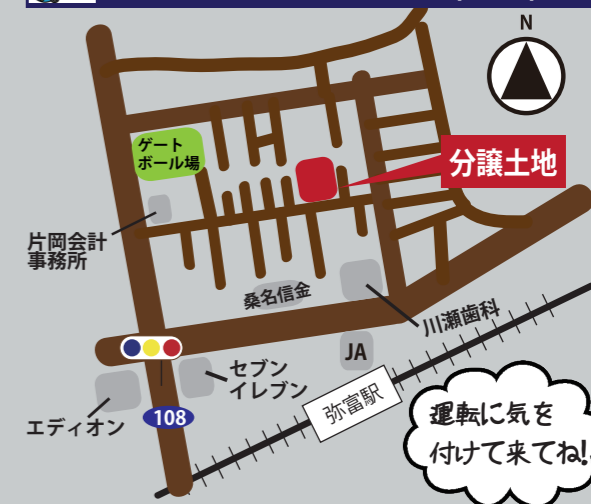 N
ゲート
ボール場
分譲土地
片岡会計
事務所
桑名信金
川瀬歯科
JA
セブン
イレブン
エディオン
108
弥富駅
運転に気を
付けて来てね!